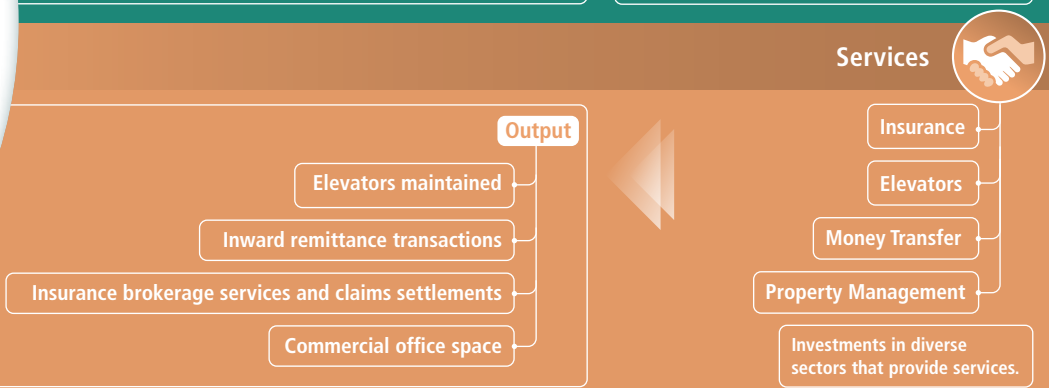 Services
Insurance
Elevators
Money Transfer
Property Management
Investments in diverse
sectors that provide services.
Output
Elevators maintained
Inward remittance transactions
Insurance brokerage services and claims settlements
Commercial office space